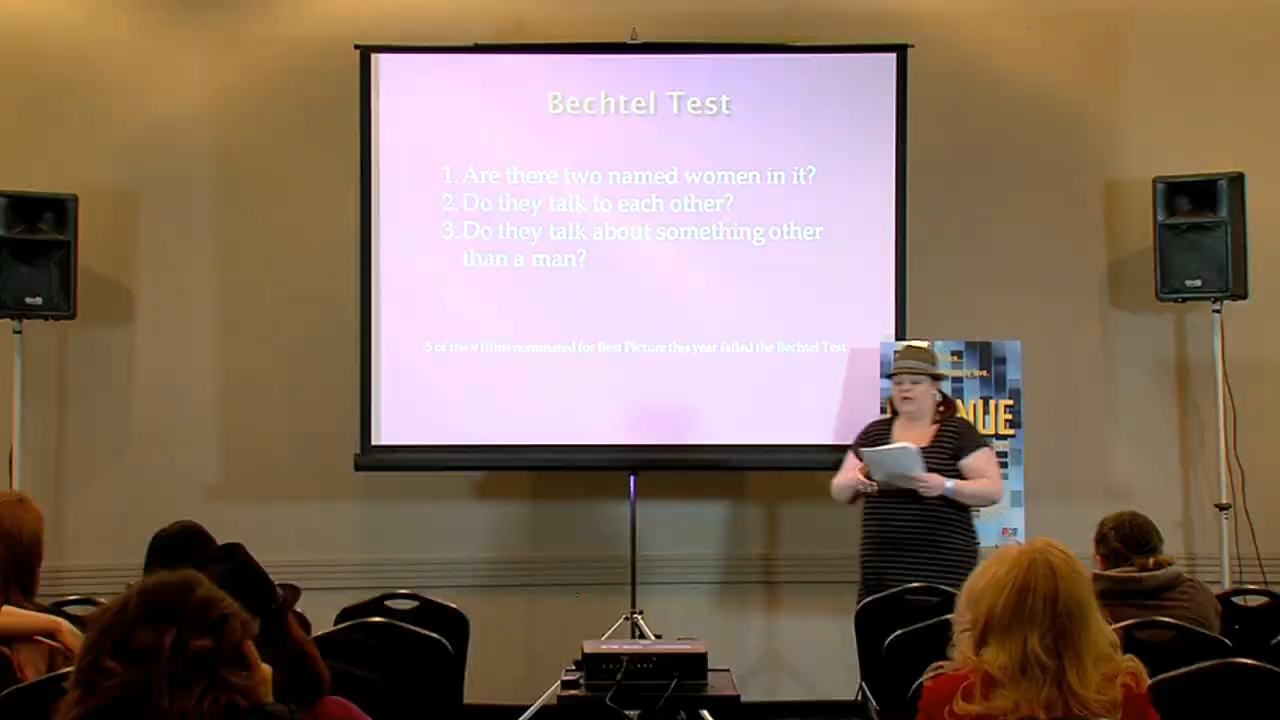 Bechtel Test
1. Are there two named women in it?
2. Do they talk to each other?
3. Do they talk about something other
than a man?
5 of the 9 films nominated for Best Picture this year failed the Bechtel Test
NUE